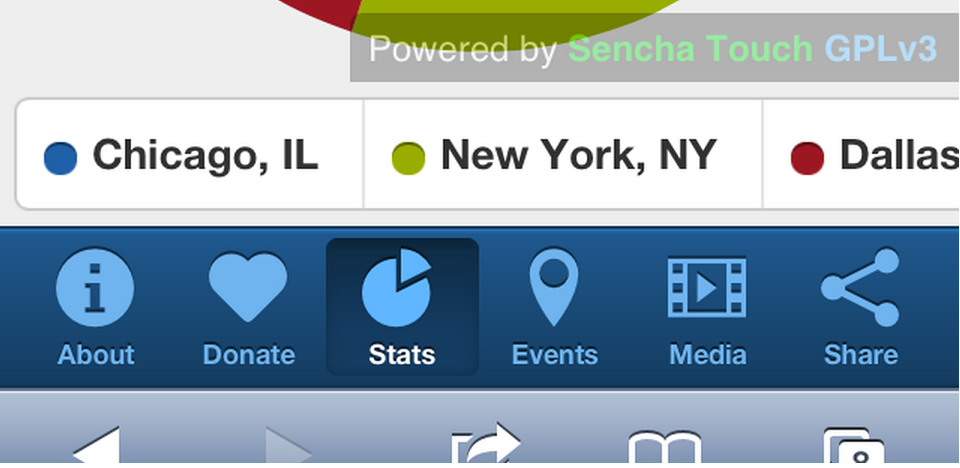 Powered by Sencha Touch GPLv3
Chicago, IL
New York, NY
Dallas
About
Donate
Stats
Events
Media
Share